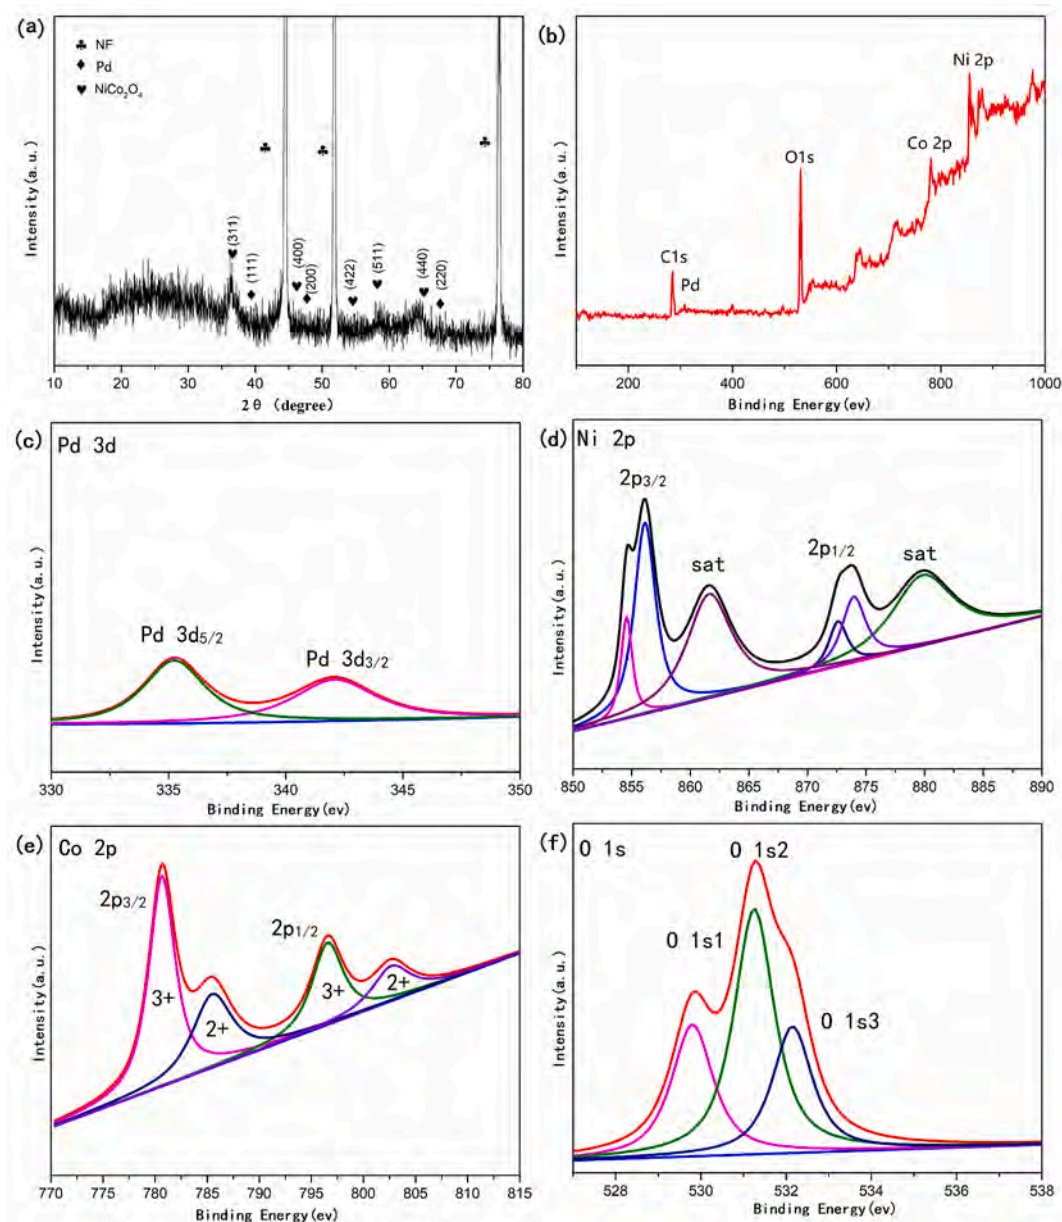 (a)
♣ NF
♦ Pd
♥ NiCo₂O₄
♣
♣
♣
(311)
(111)
(400)
(200)
(422)
(511)
(440)
(220)
Intensity(a. u.)
10 20 30 40 50 60 70 80
2θ (degree)
(b)
C1s
Pd
O1s
Co 2p
Ni 2p
Intensity(a. u.)
200 400 600 800 1000
Binding Energy(ev)
(c)
Pd 3d
Pd 3d5/2
Pd 3d3/2
Intensity(a. u.)
330 335 340 345 350
Binding Energy(ev)
(d)
Ni 2p
2p3/2
sat
2p1/2
sat
Intensity(a. u.)
850 855 860 865 870 875 880 885 890
Binding Energy(ev)
(e)
Co 2p
2p3/2
3+
2+
2p1/2
3+
2+
Intensity(a. u.)
770 775 780 785 790 795 800 805 810 815
Binding Energy(ev)
(f)
O 1s
O 1s2
O 1s1
O 1s3
Intensity(a. u.)
528 530 532 534 536 538
Binding Energy(ev)